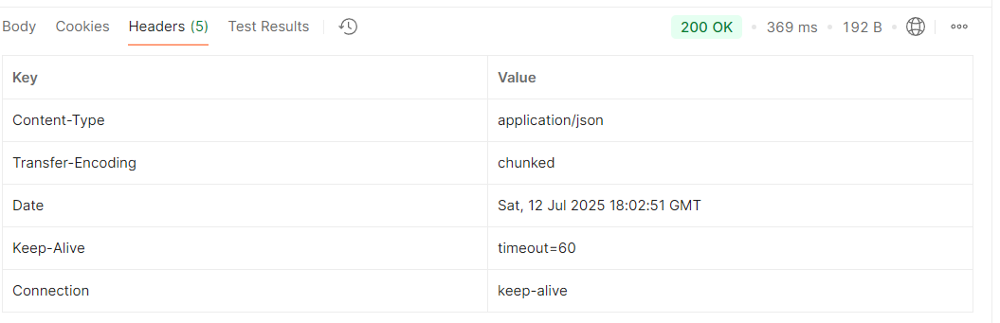 Body Cookies Headers (5) Test Results 200 OK 369 ms 192 B
Key Value
Content-Type application/json
Transfer-Encoding chunked
Date Sat, 12 Jul 2025 18:02:51 GMT
Keep-Alive timeout=60
Connection keep-alive